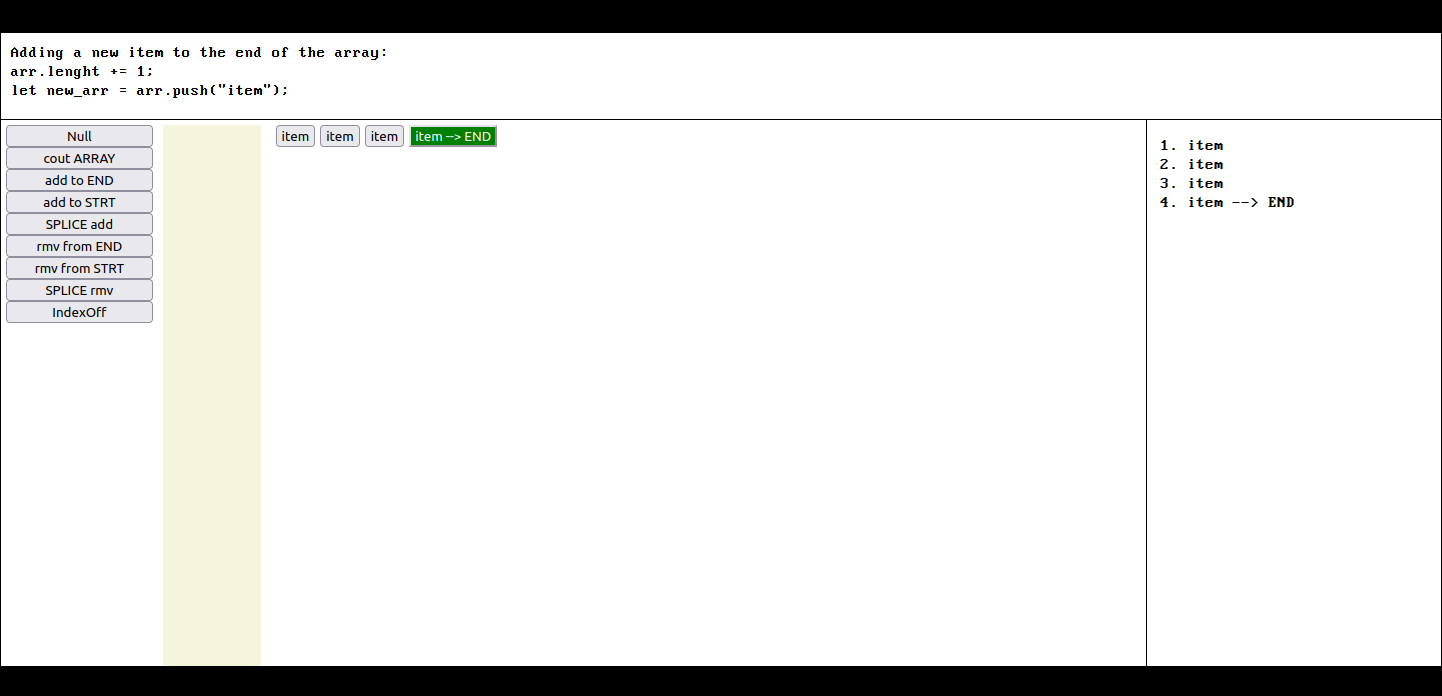 Adding a new item to the end of the array:
arr.lenght += 1;
let new_arr = arr.push("item");
Null
cout ARRAY
add to END
add to STRT
SPLICE add
rmv from END
rmv from STRT
SPLICE rmv
IndexOff
item item item item --> END
1. item
2. item
3. item
4. item --> END